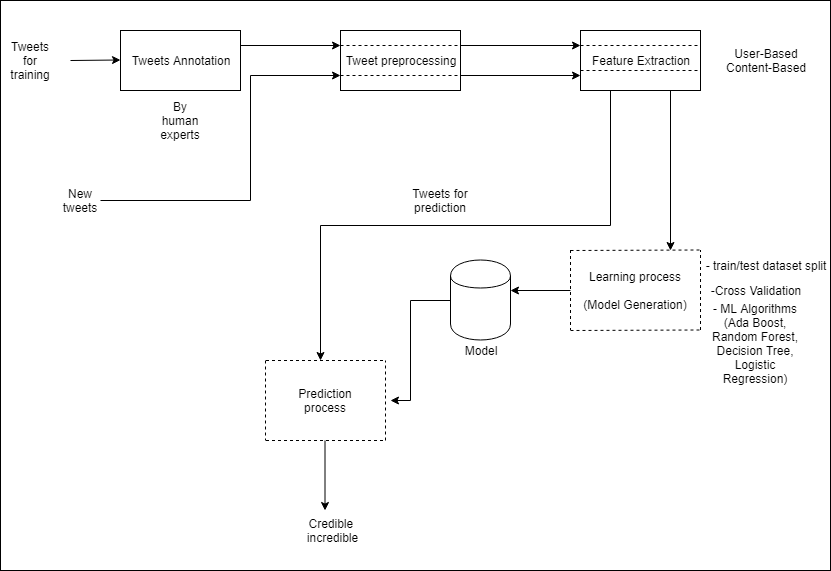 Tweets
for
training
Tweets Annotation
Tweet preprocessing
Feature Extraction
User-Based
Content-Based
By
human
experts
New
tweets
Tweets for
prediction
Learning process
(Model Generation)
- train/test dataset split
-Cross Validation
- ML Algorithms
(Ada Boost,
Random Forest,
Decision Tree,
Logistic
Regression)
Model
Prediction
process
Credible
incredible